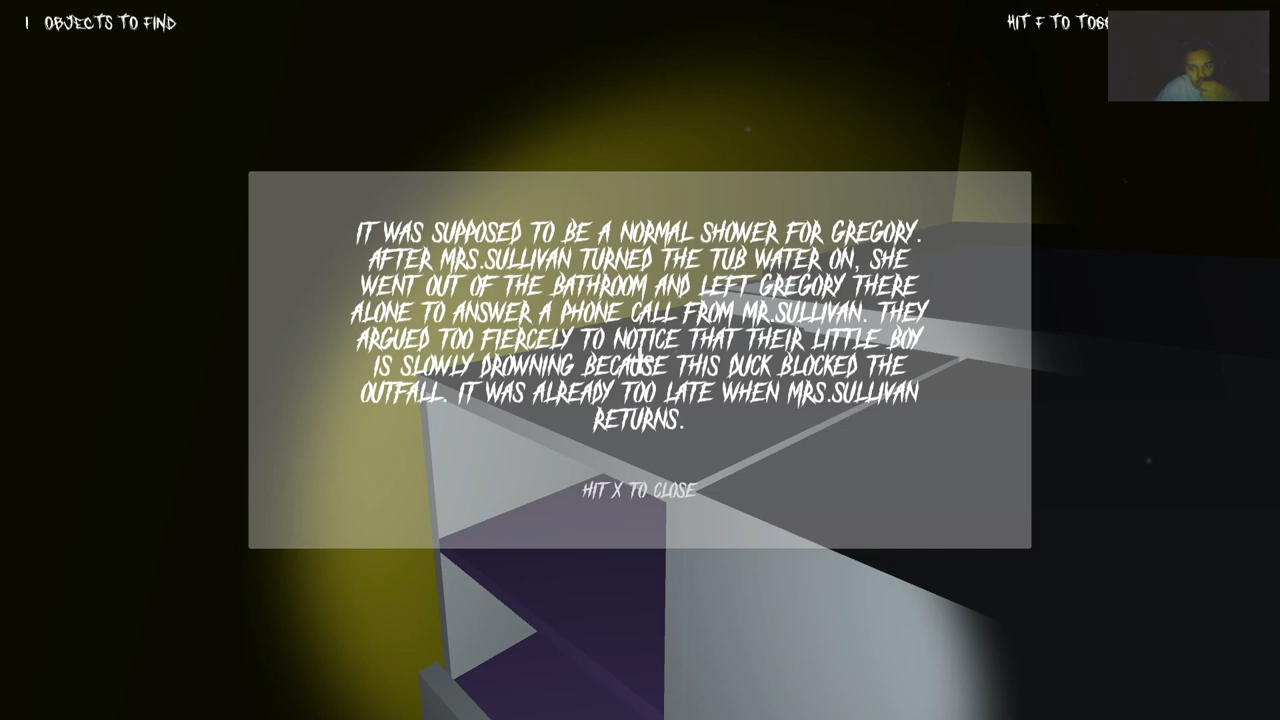 1 OBJECTS TO FIND
HIT F TO TOGG
IT WAS SUPPOSED TO BE A NORMAL SHOWER FOR GREGORY.
AFTER MRS.SULLIVAN TURNED THE TUB WATER ON, SHE
WENT OUT OF THE BATHROOM AND LEFT GREGORY THERE
ALONE TO ANSWER A PHONE CALL FROM MR.SULLIVAN. THEY
ARGUED TOO FIERCELY TO NOTICE THAT THEIR LITTLE BOY
IS SLOWLY DROWNING BECAUSE THIS DUCK BLOCKED THE
OUTFALL. IT WAS ALREADY TOO LATE WHEN MRS.SULLIVAN
RETURNS.
HIT X TO CLOSE